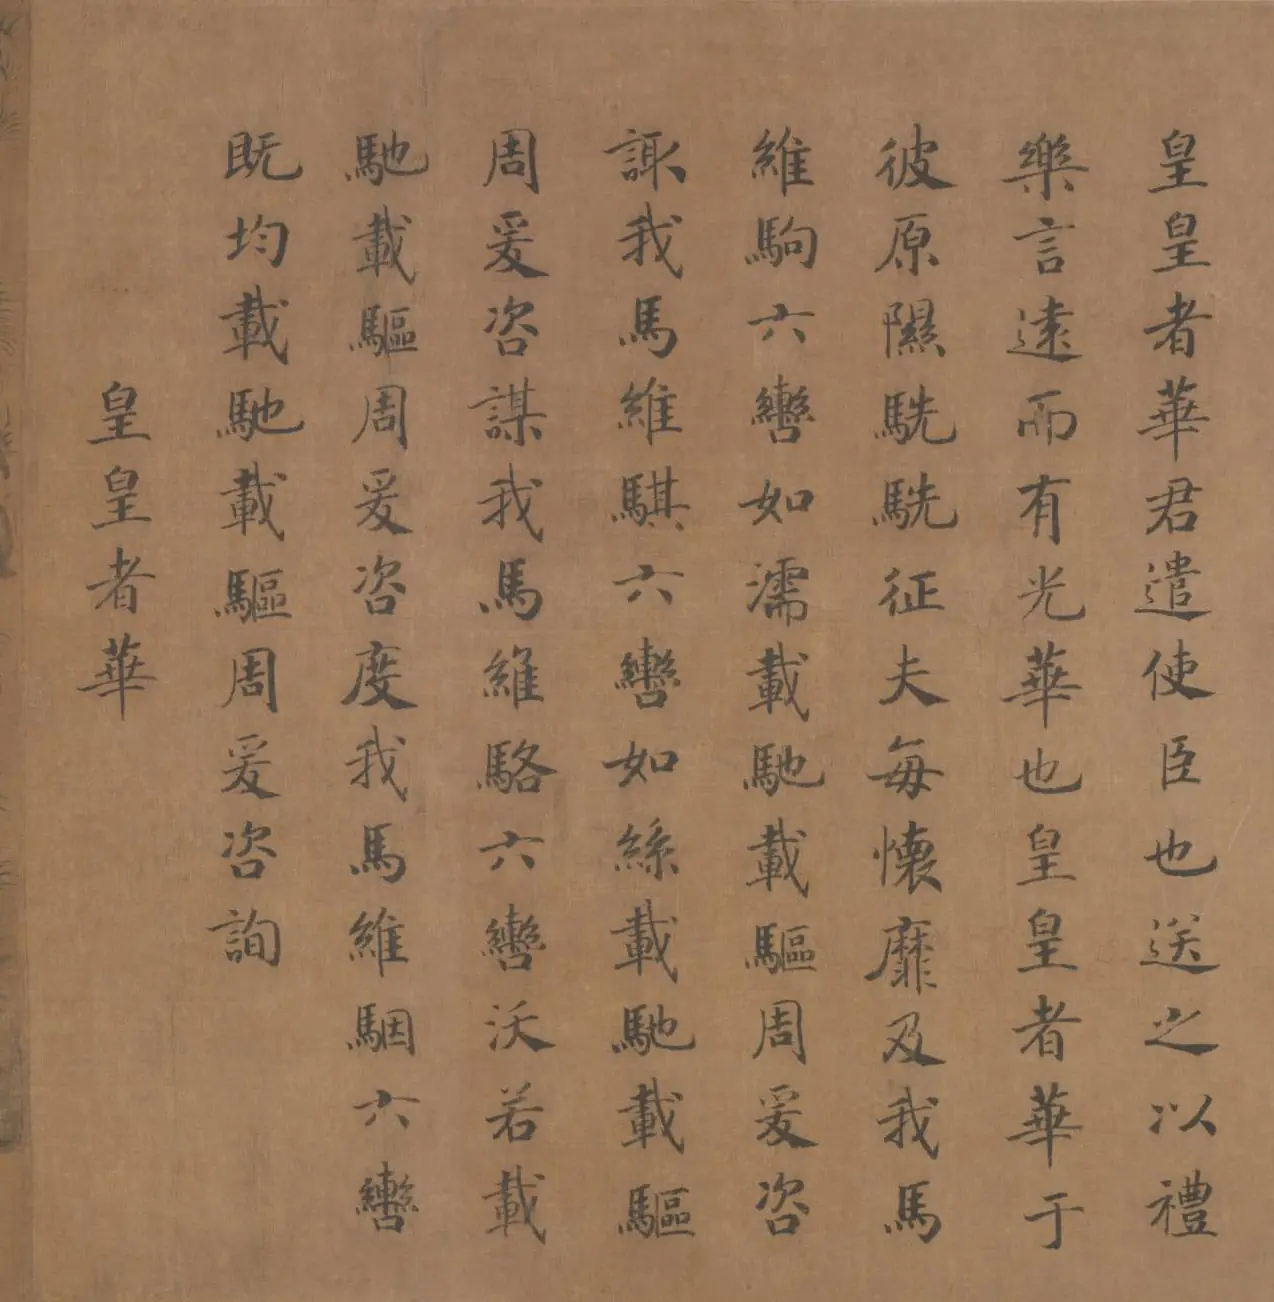 皇皇者華君遣使臣也送之以禮
樂言遠而有光華也皇皇者華于
彼原隰駪駪征夫每懷靡及我馬
維駒六轡如濡載馳載驅周爰咨
諏我馬維騏六轡如絲載馳載驅
周爰咨謀我馬維駱六轡沃若載
馳載驅周爰咨度我馬維駰六轡
既均載馳載驅周爰咨詢
皇皇者華